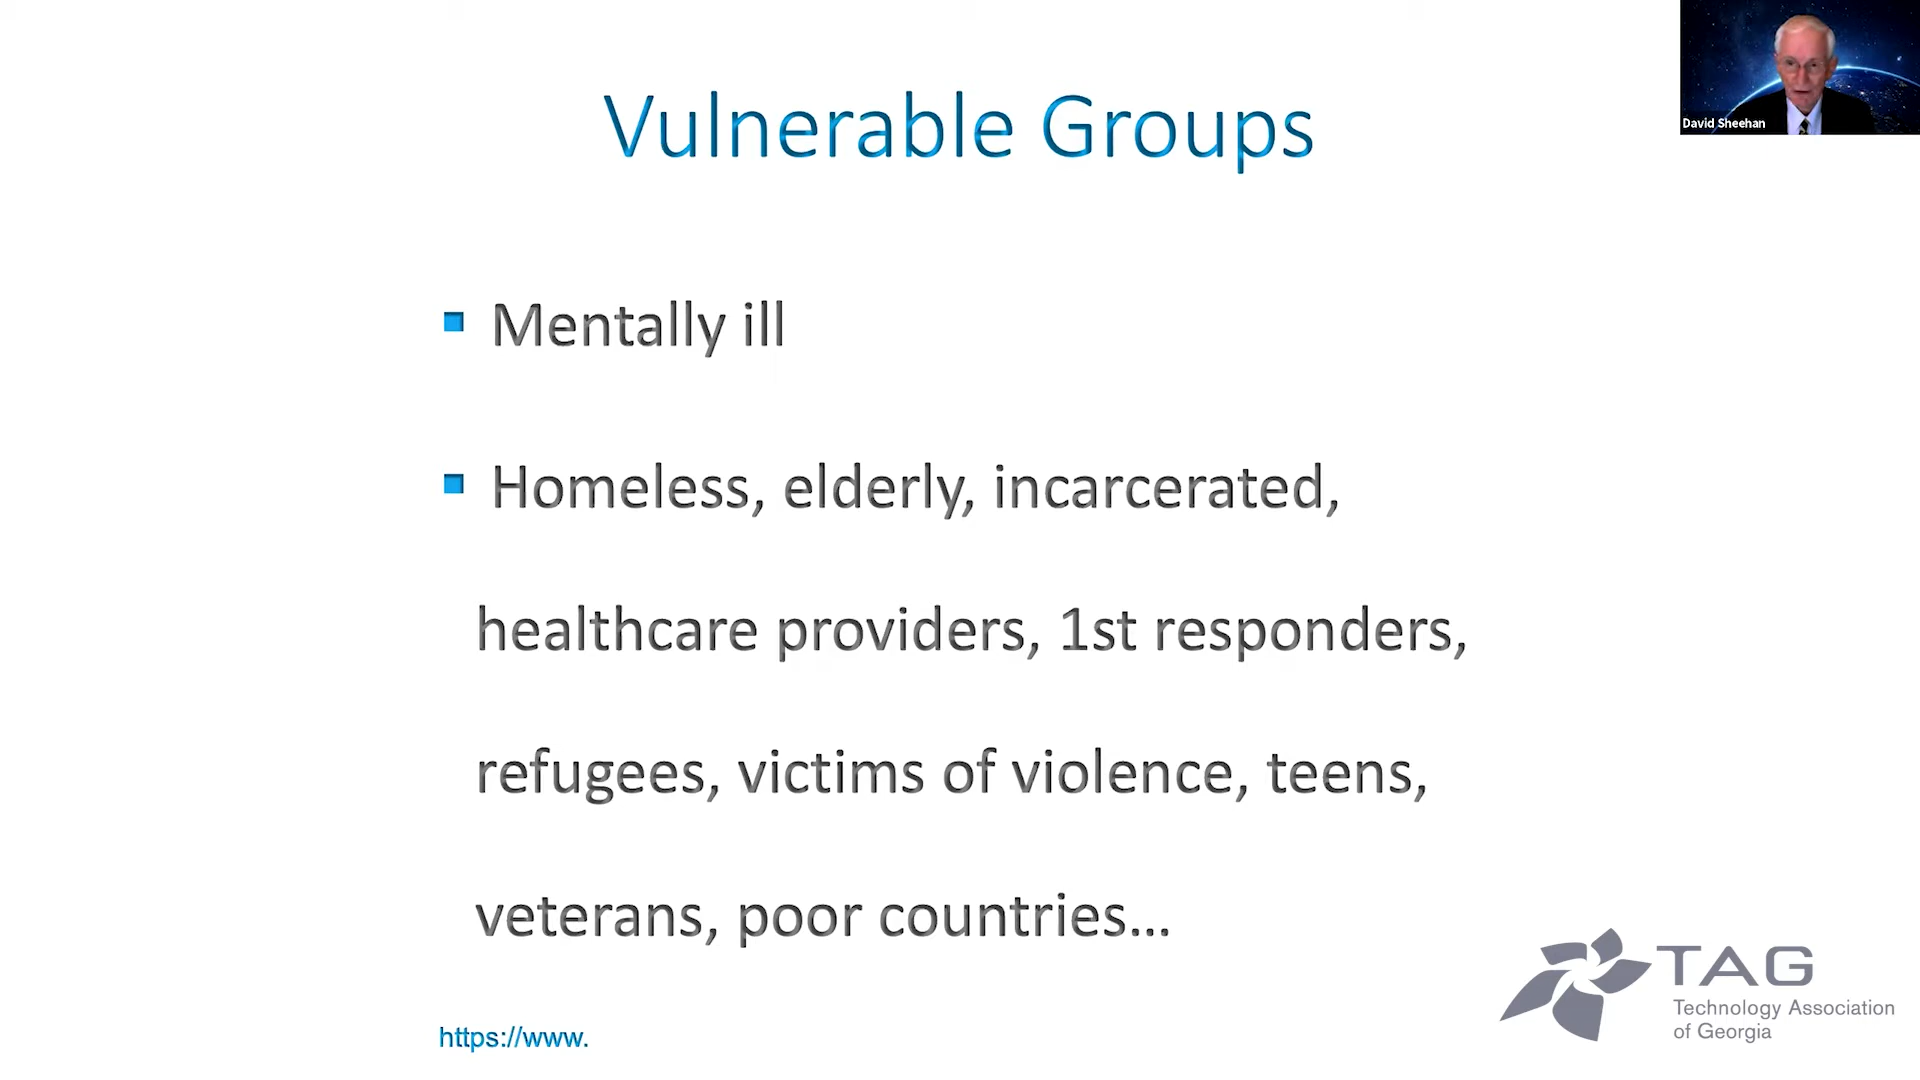 David Sheehan
Vulnerable Groups
▪ Mentally ill
▪ Homeless, elderly, incarcerated,
healthcare providers, 1st responders,
refugees, victims of violence, teens,
veterans, poor countries...
https://www.
TAG
Technology Association
of Georgia